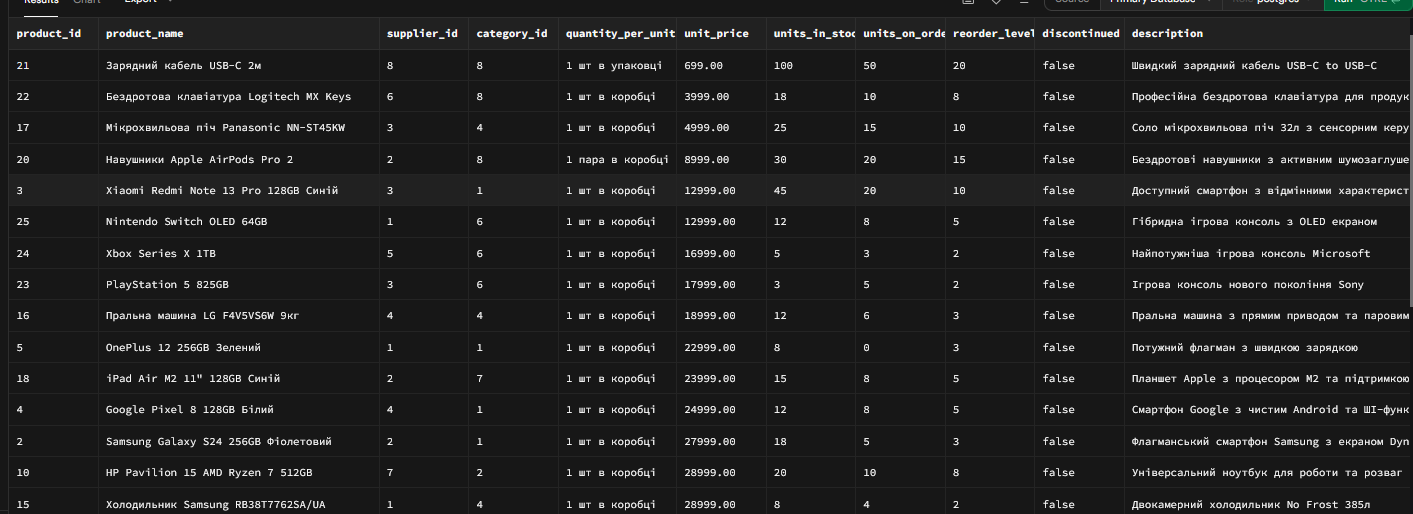 Results Chart Export Source Primary Database Role postgres Run CTRL
product_id product_name supplier_id category_id quantity_per_unit unit_price units_in_stoc units_on_orde reorder_level discontinued description
21 Зарядний кабель USB-C 2м 8 8 1 шт в упаковці 699.00 100 50 20 false Швидкий зарядний кабель USB-C to USB-C
22 Бездротова клавіатура Logitech MX Keys 6 8 1 шт в коробці 3999.00 18 10 8 false Професійна бездротова клавіатура для продук
17 Мікрохвильова піч Panasonic NN-ST45KW 3 4 1 шт в коробці 4999.00 25 15 10 false Соло мікрохвильова піч 32л з сенсорним керу
20 Навушники Apple AirPods Pro 2 2 8 1 пара в коробці 8999.00 30 20 15 false Бездротові навушники з активним шумозаглуше
3 Xiaomi Redmi Note 13 Pro 128GB Синій 3 1 1 шт в коробці 12999.00 45 20 10 false Доступний смартфон з відмінними характерист
25 Nintendo Switch OLED 64GB 1 6 1 шт в коробці 12999.00 12 8 5 false Гібридна ігрова консоль з OLED екраном
24 Xbox Series X 1TB 5 6 1 шт в коробці 16999.00 5 3 2 false Найпотужніша ігрова консоль Microsoft
23 PlayStation 5 825GB 3 6 1 шт в коробці 17999.00 3 5 2 false Ігрова консоль нового покоління Sony
16 Пральна машина LG F4V5VS6W 9кг 4 4 1 шт в коробці 18999.00 12 6 3 false Пральна машина з прямим приводом та паровим
5 OnePlus 12 256GB Зелений 1 1 1 шт в коробці 22999.00 8 0 3 false Потужний флагман з швидкою зарядкою
18 iPad Air M2 11" 128GB Синій 2 7 1 шт в коробці 23999.00 15 8 5 false Планшет Apple з процесором M2 та підтримкою
4 Google Pixel 8 128GB Білий 4 1 1 шт в коробці 24999.00 12 8 5 false Смартфон Google з чистим Android та ШІ-функ
2 Samsung Galaxy S24 256GB Фіолетовий 2 1 1 шт в коробці 27999.00 18 5 3 false Флагманський смартфон Samsung з екраном Dyn
10 HP Pavilion 15 AMD Ryzen 7 512GB 7 2 1 шт в коробці 28999.00 20 10 8 false Універсальний ноутбук для роботи та розваг
15 Холодильник Samsung RB38T7762SA/UA 1 4 1 шт в коробці 28999.00 8 4 2 false Двокамерний холодильник No Frost 385л